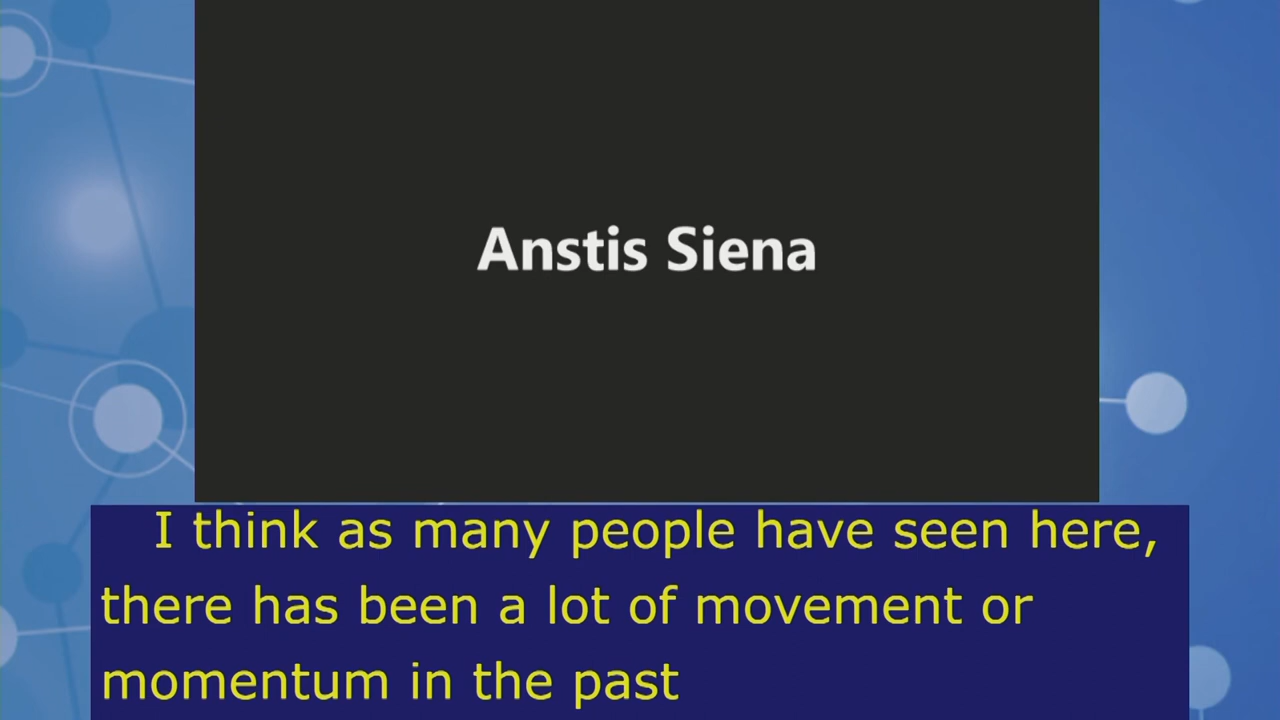 Anstis Siena
I think as many people have seen here,
there has been a lot of movement or
momentum in the past